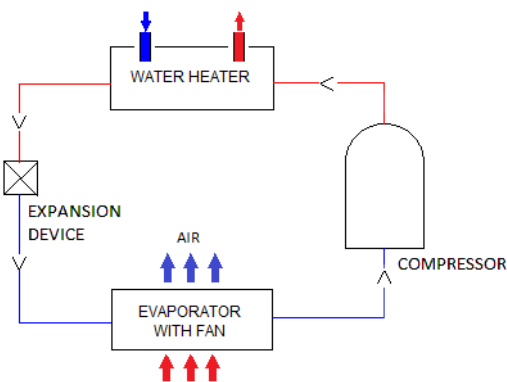 WATER HEATER
EXPANSION
DEVICE
AIR
COMPRESSOR
EVAPORATOR
WITH FAN